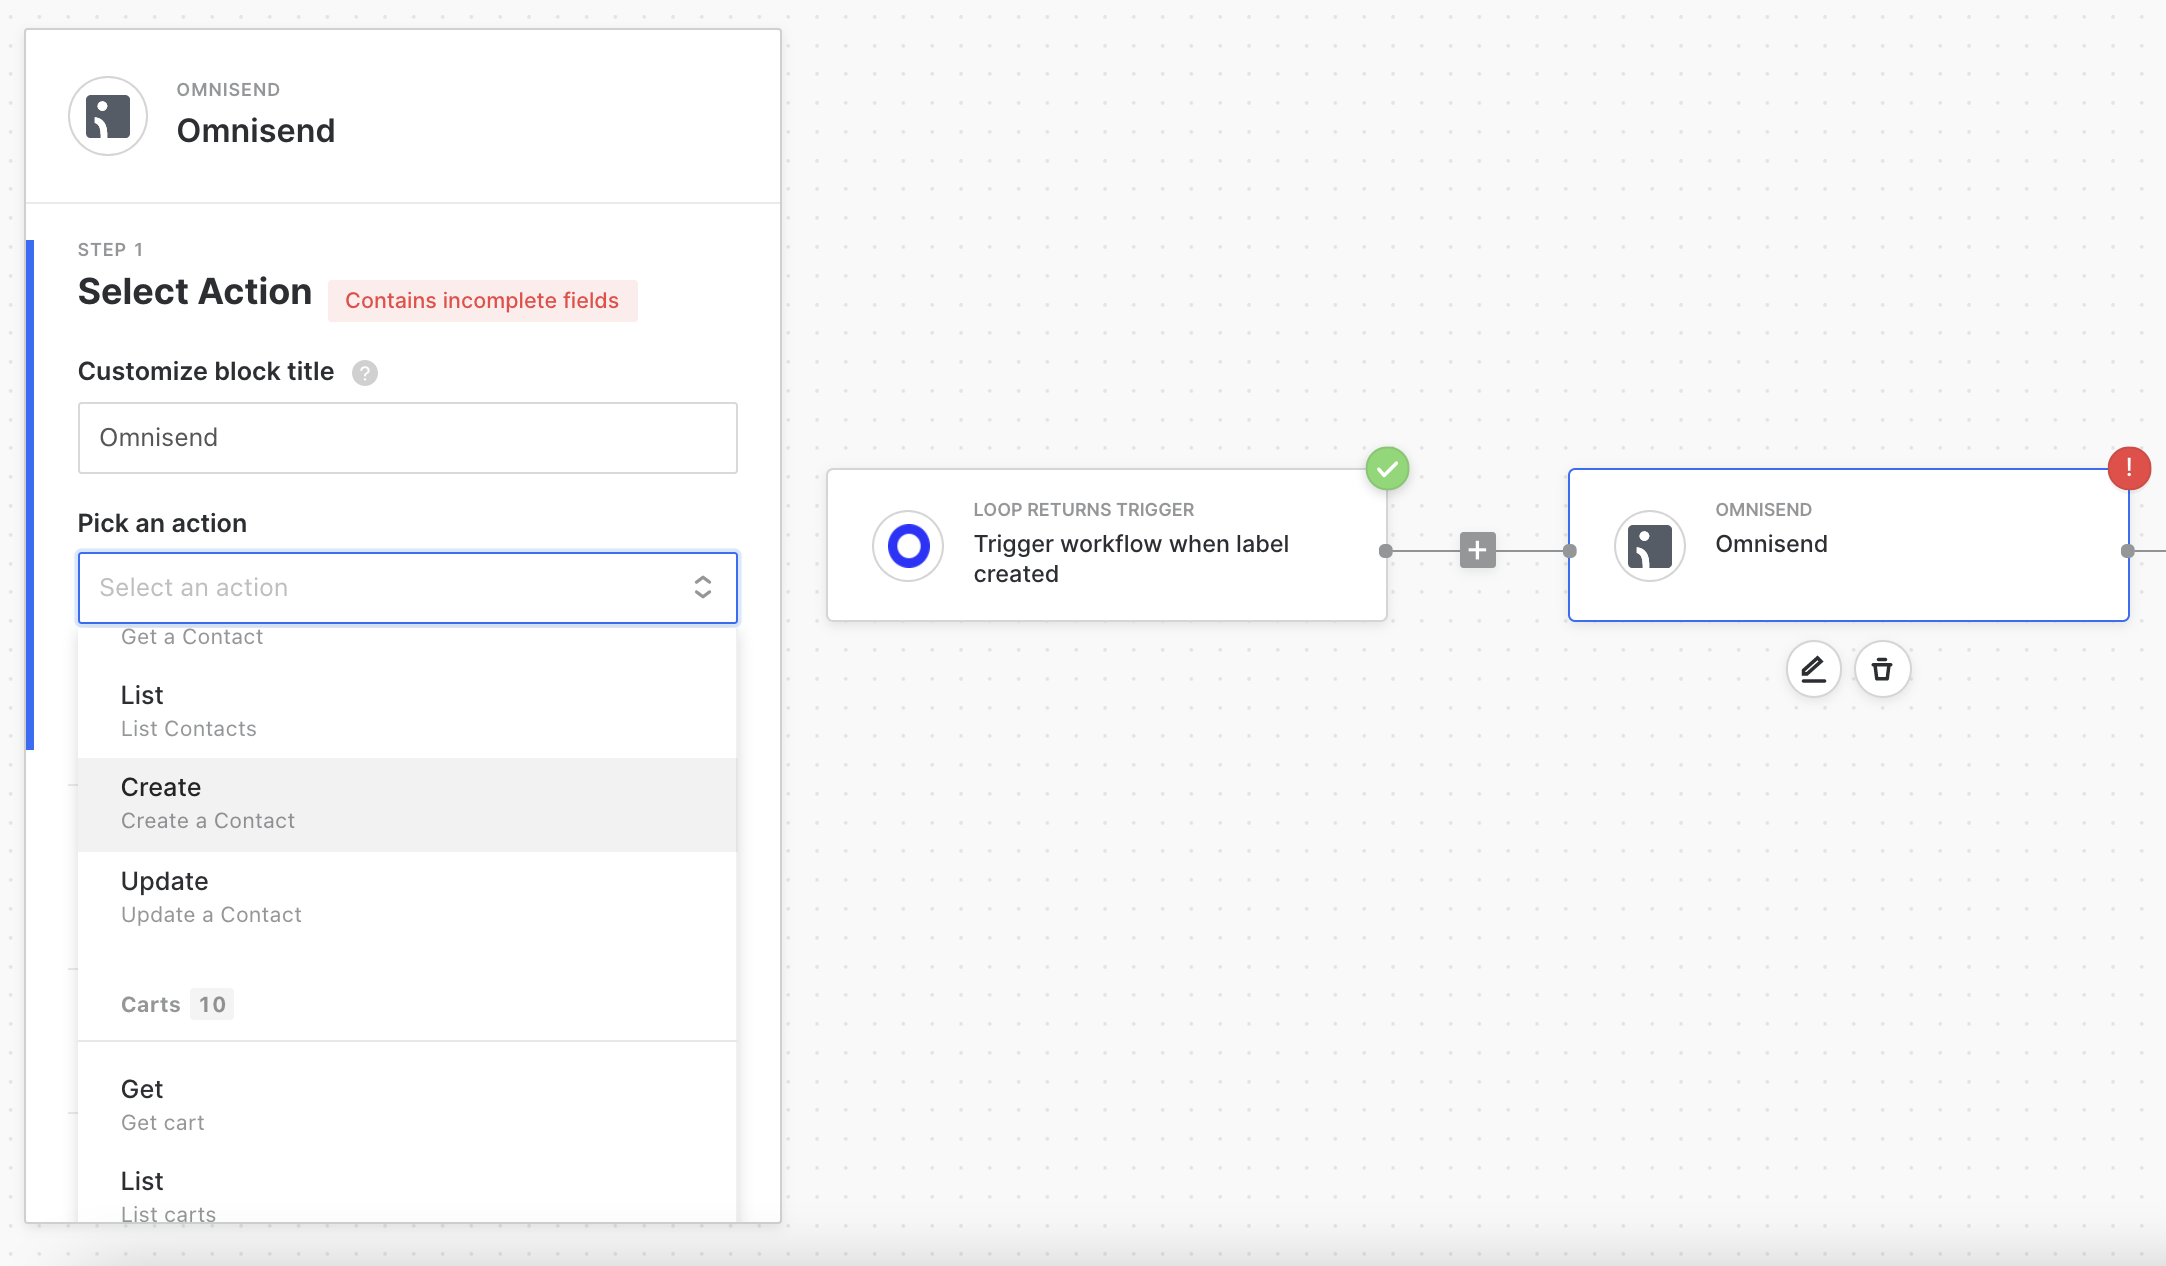 OMNISEND
Omnisend
STEP 1
Select Action
Contains incomplete fields
Customize block title
?
Omnisend
Pick an action
Select an action
Get a Contact
List
List Contacts
Create
Create a Contact
Update
Update a Contact
Carts 10
Get
Get cart
List
List carts
LOOP RETURNS TRIGGER
Trigger workflow when label
created
OMNISEND
Omnisend
!